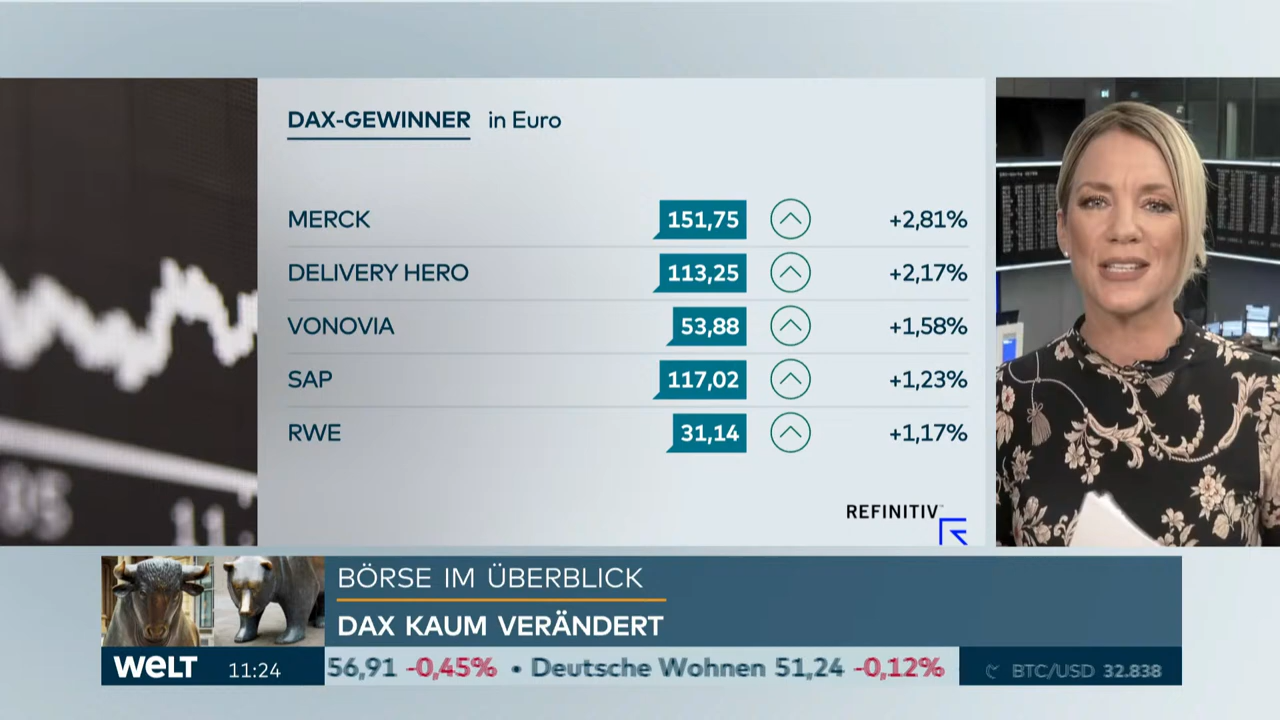 DAX-GEWINNER in Euro
MERCK 151,75 +2,81%
DELIVERY HERO 113,25 +2,17%
VONOVIA 53,88 +1,58%
SAP 117,02 +1,23%
RWE 31,14 +1,17%
REFINITIV™
BÖRSE IM ÜBERBLICK
DAX KAUM VERÄNDERT
WELT 11:24 56,91 -0,45% • Deutsche Wohnen 51,24 -0,12% BTC/USD 32.838